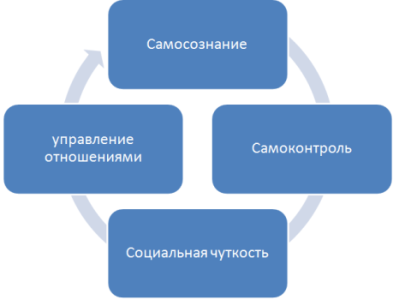 Самосознание
управление
отношениями
Самоконтроль
Социальная чуткость